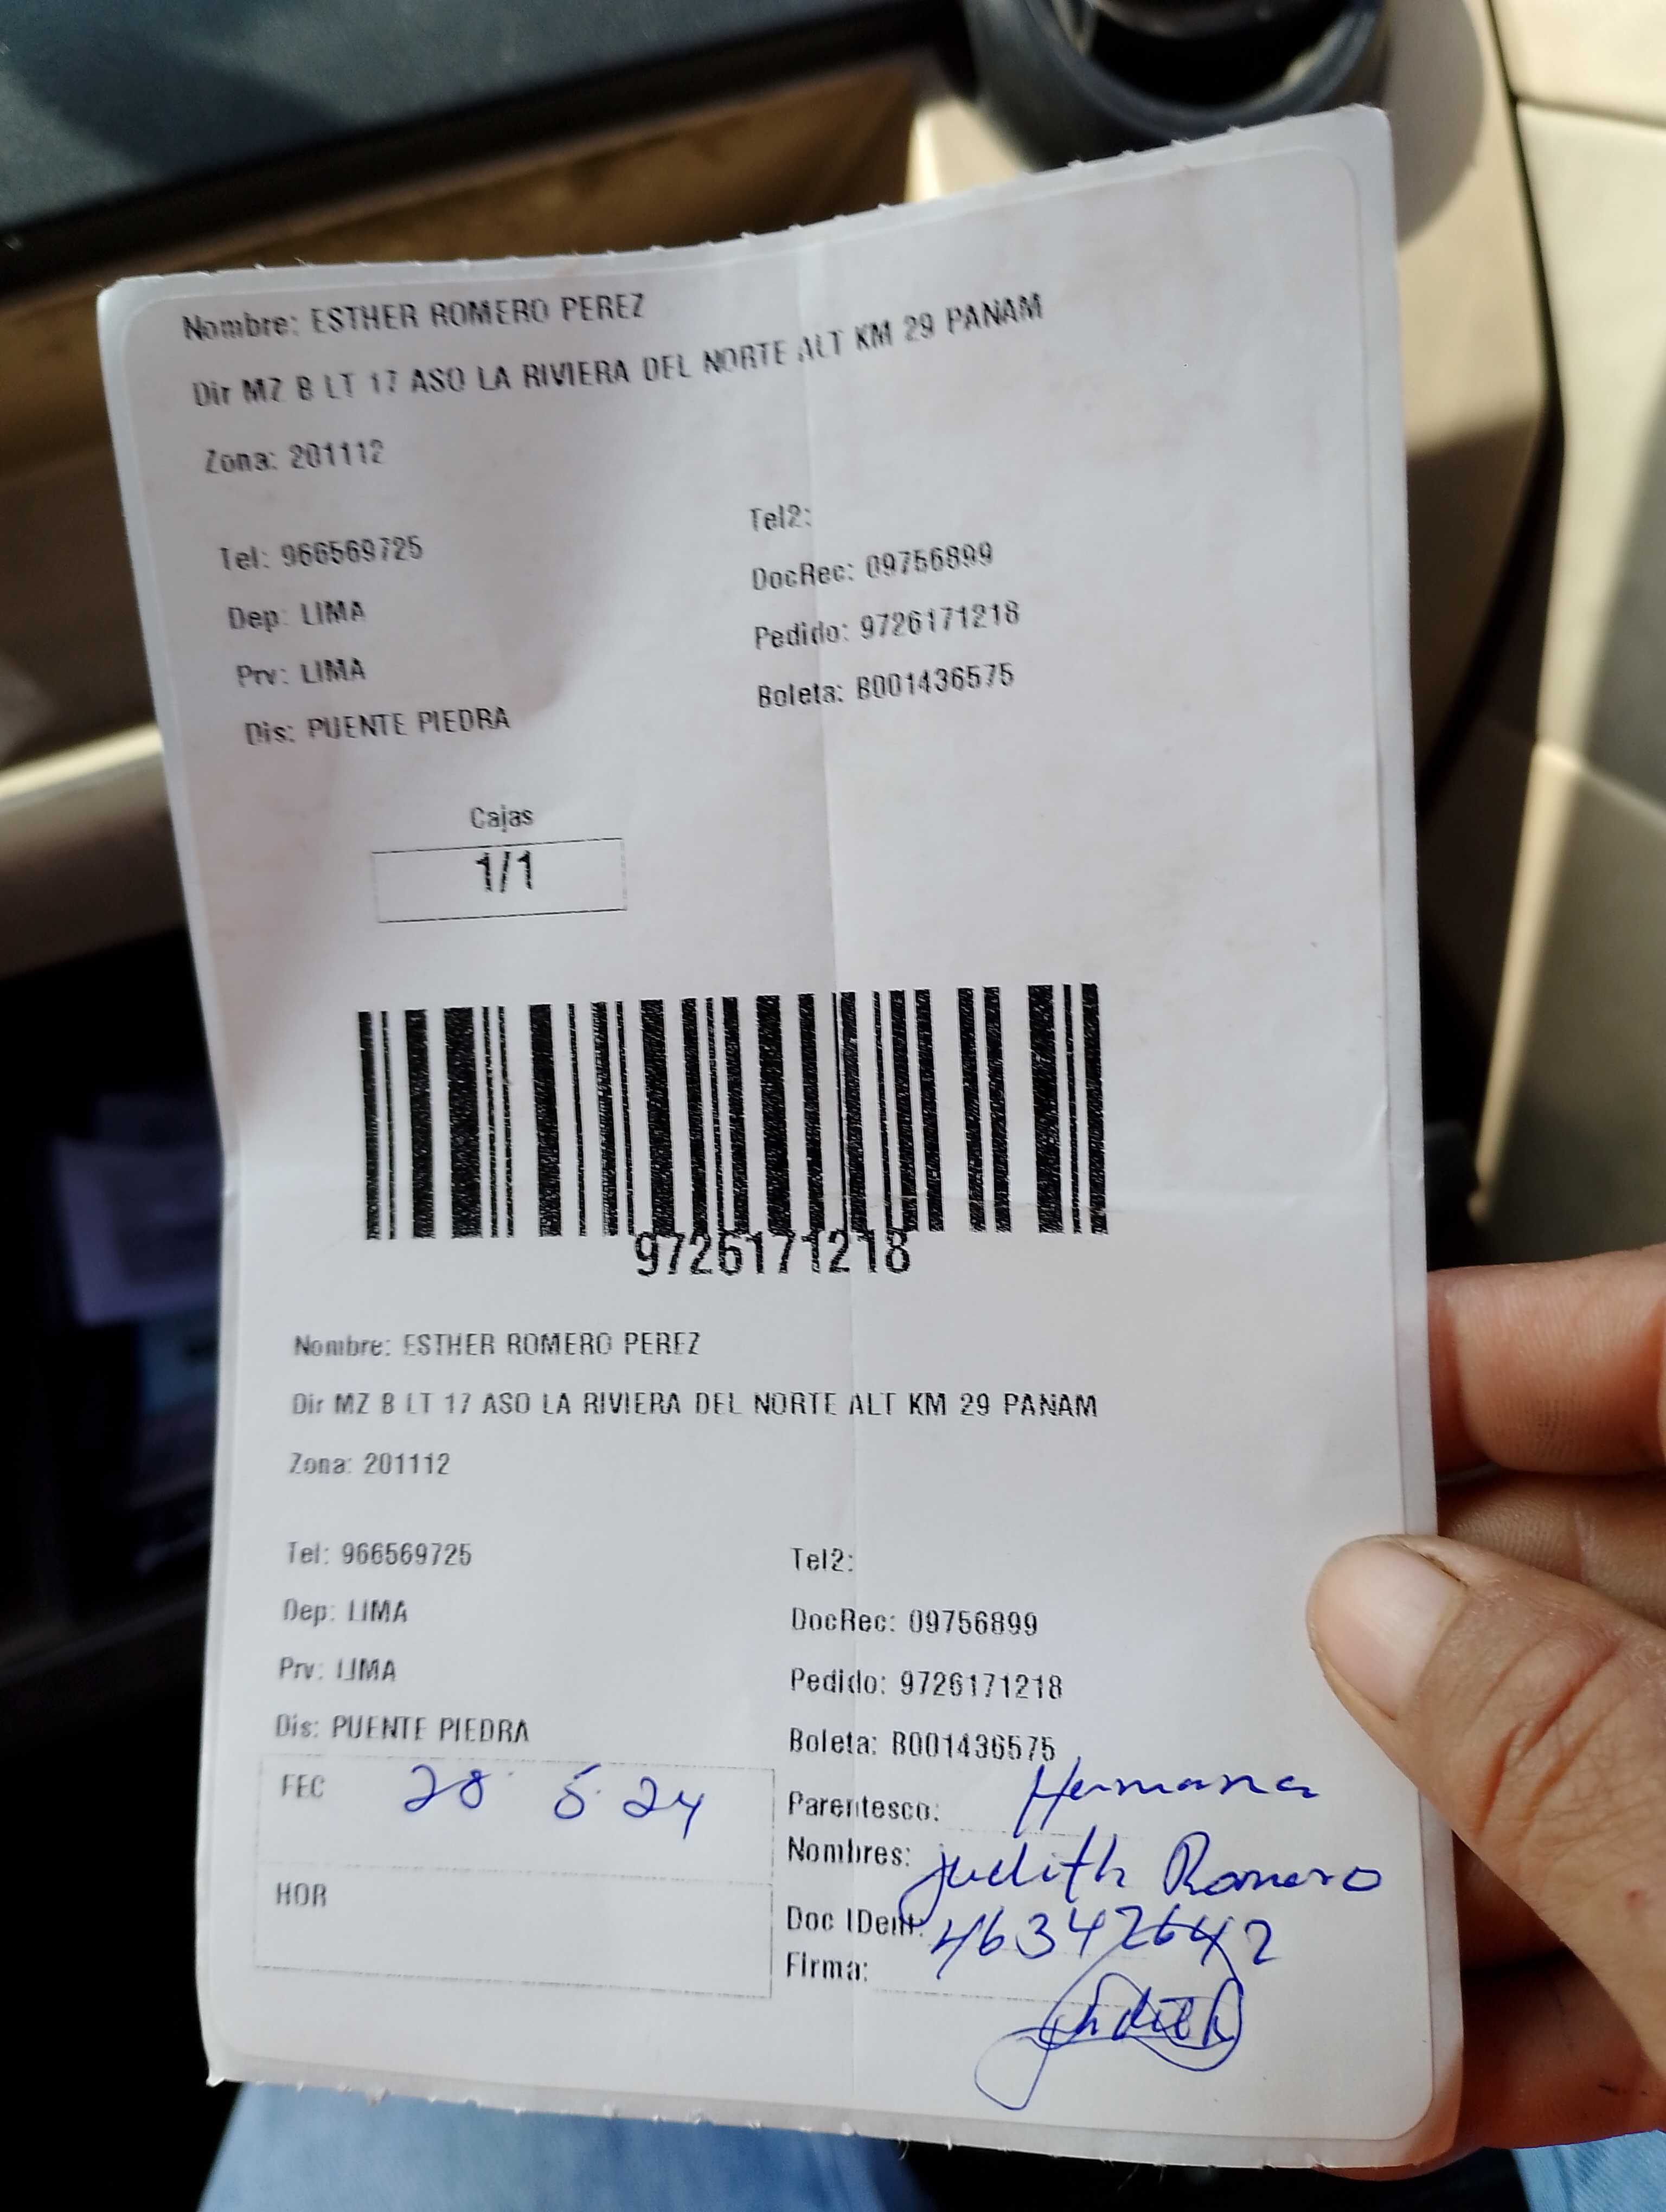 Nombre: ESTHER ROMERO PEREZ
Dir MZ B LT 17 ASO LA RIVIERA DEL NORTE ALT KM 29 PANAM
Zona: 201112
Tel2:
Tel: 966569725
DocRec: 09756899
Dep: LIMA
Pedido: 9726171218
Prv: LIMA
Boleta: B001436575
Dis: PUENTE PIEDRA
Cajas
1/1
9726171218
Nombre: ESTHER ROMERO PEREZ
Dir MZ B LT 17 ASO LA RIVIERA DEL NORTE ALT KM 29 PANAM
Zona: 201112
Tel: 966569725
Tel2:
Dep: LIMA
DocRec: 09756899
Prv: LIMA
Pedido: 9726171218
Dis: PUENTE PIEDRA
Boleta: B001436575
FEC 28 5 24
Parentesco: Hermana
Nombres: Judith Romero
HOR
Doc IDent: 46342642
Firma: Judith